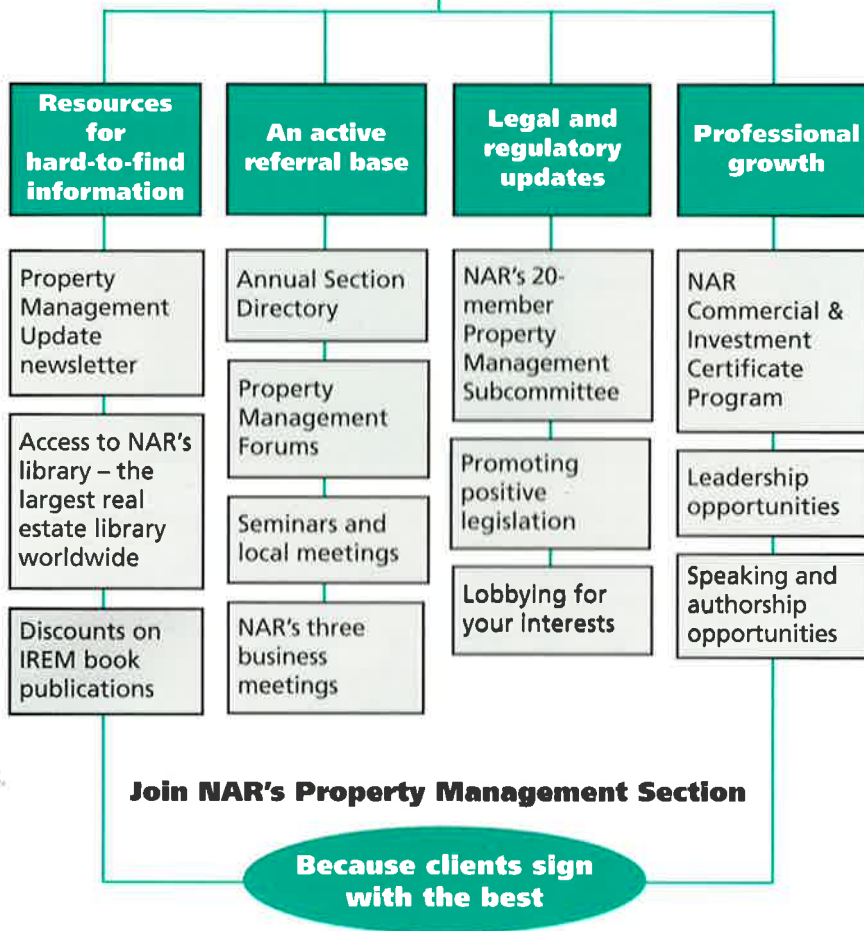 Resources
for
hard-to-find
information
Property
Management
Update
newsletter
Access to NAR's
library – the
largest real
estate library
worldwide
Discounts on
IREM book
publications
An active
referral base
Annual Section
Directory
Property
Management
Forums
Seminars and
local meetings
NAR's three
business
meetings
Legal and
regulatory
updates
NAR's 20-
member
Property
Management
Subcommittee
Promoting
positive
legislation
Lobbying for
your interests
Professional
growth
NAR
Commercial &
Investment
Certificate
Program
Leadership
opportunities
Speaking and
authorship
opportunities
Join NAR's Property Management Section
Because clients sign
with the best